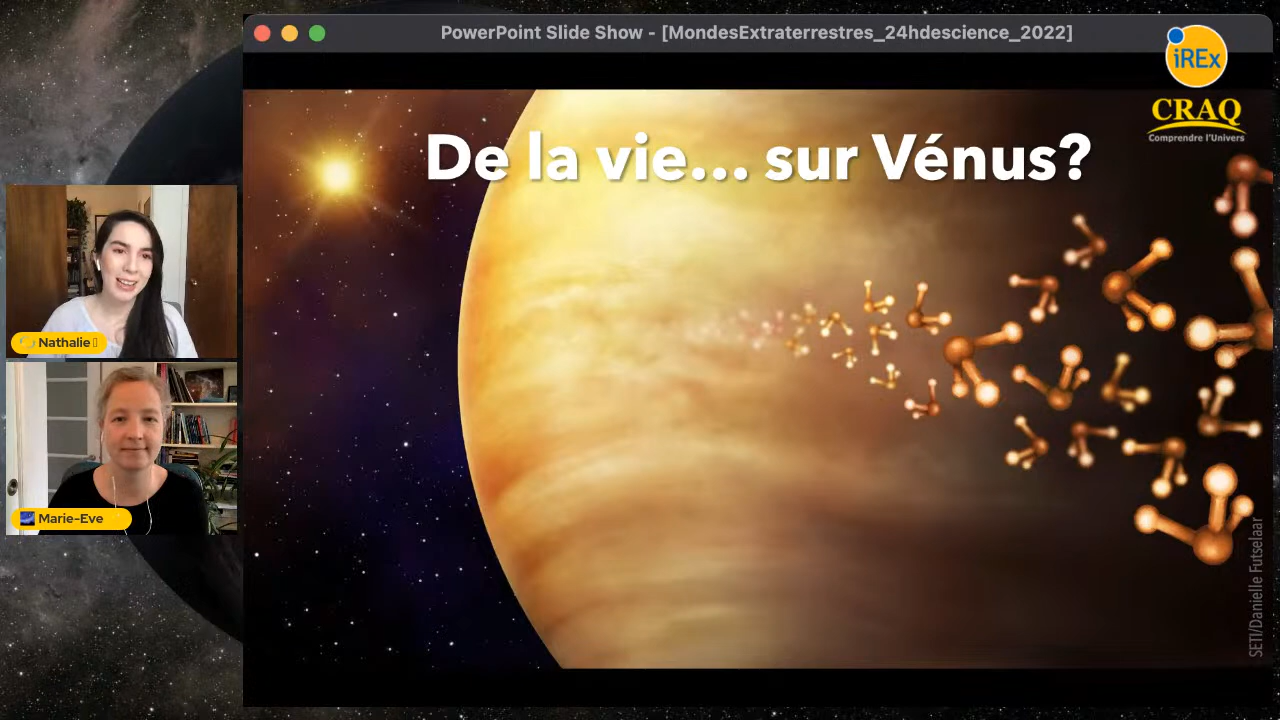 PowerPoint Slide Show - [MondesExtraterrestres_24hdescience_2022]
iREx
CRAQ
Comprendre l'Univers
De la vie... sur Vénus?
Nathalie
Marie-Eve
SETI/Danielle Futselaar